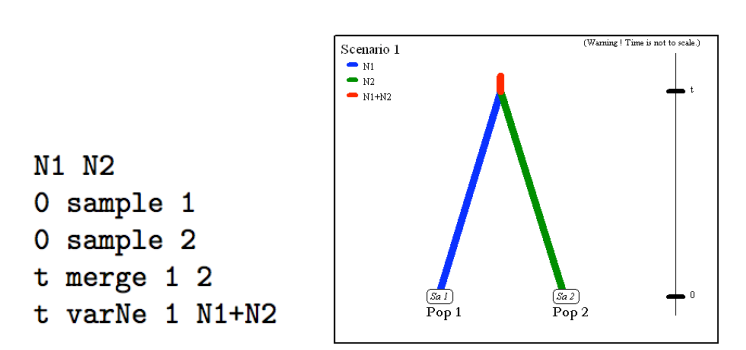 N1 N2
0 sample 1
0 sample 2
t merge 1 2
t varNe 1 N1+N2
Scenario 1
(Warning ! Time is not to scale.)
N1
N2
N1+N2
t
0
Sa 1
Sa 2
Pop 1
Pop 2